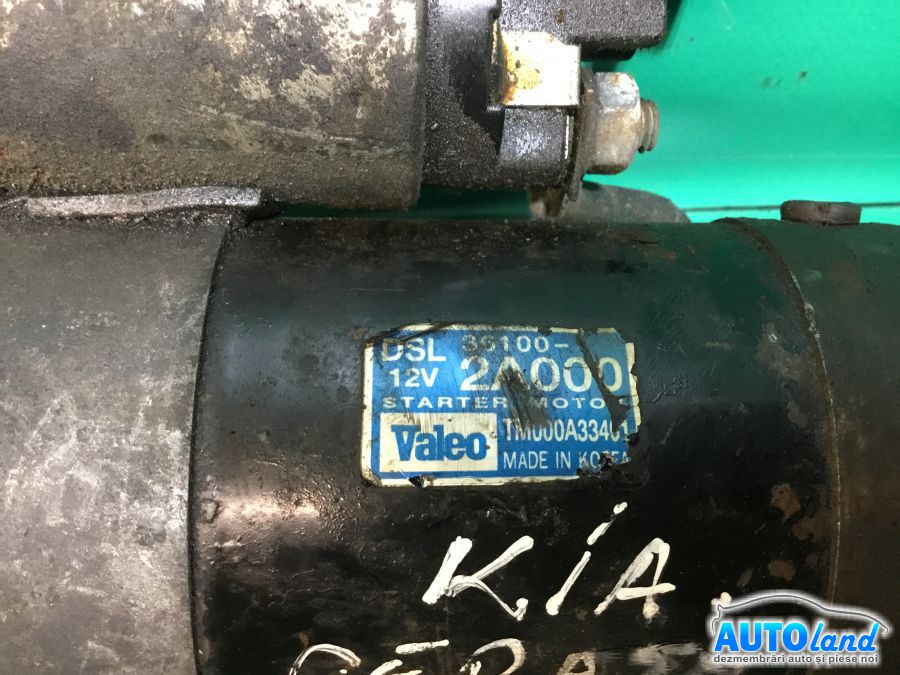 DSL 36100-
12V 2A000
STARTER MOTOR
Valeo TM000A33401
MADE IN KOREA
KIA
AUTOland
dezmembrări auto și piese noi